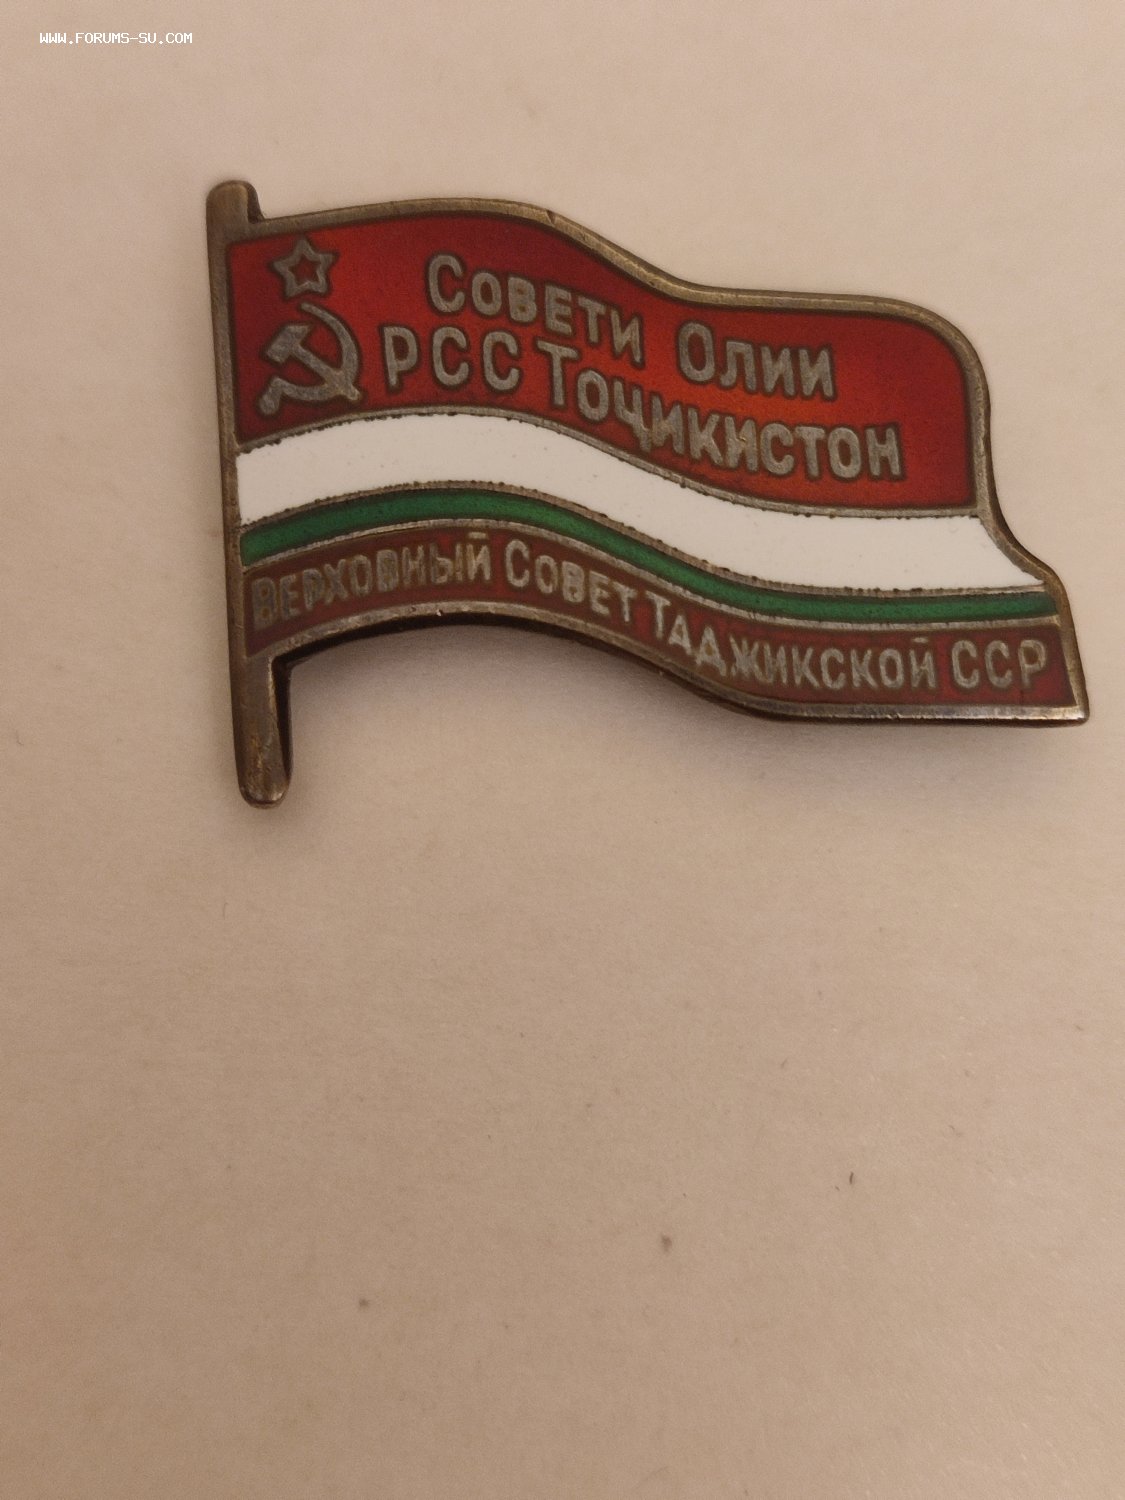 WWW.FORUMS-SU.COM
СОВЕТИ ОЛИИ
РСС ТОҶИКИСТОН
ВЕРХОВНЫЙ СОВЕТ ТАДЖИКСКОЙ ССР